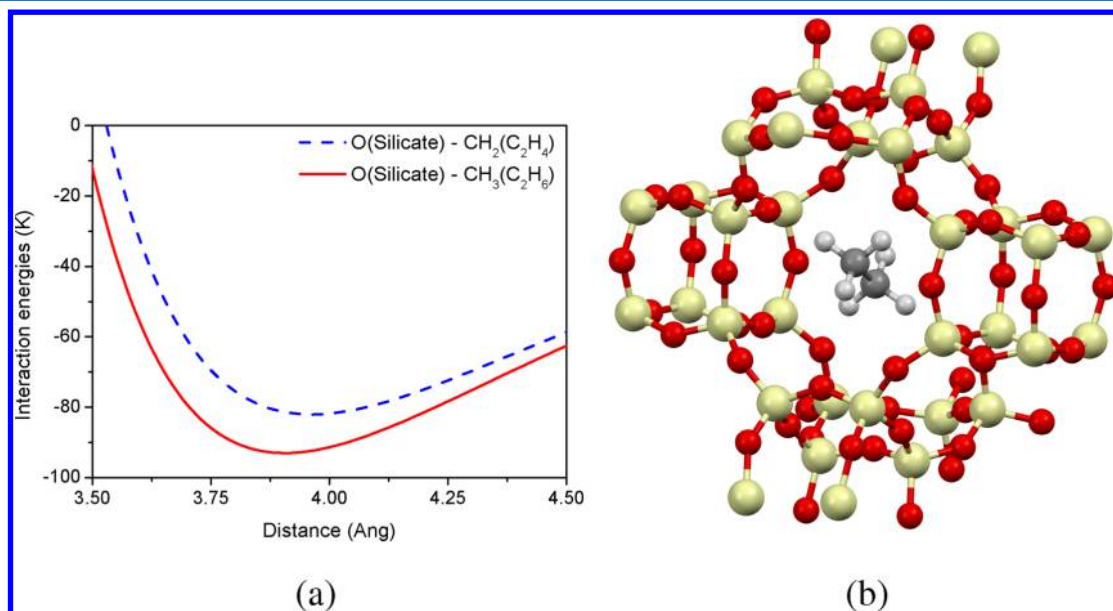 0
-20
-40
-60
-80
-100
Interaction energies (K)
O(Silicate) - CH₂(C₂H₄)
O(Silicate) - CH₃(C₂H₆)
3.50 3.75 4.00 4.25 4.50
Distance (Ang)
(a) (b)